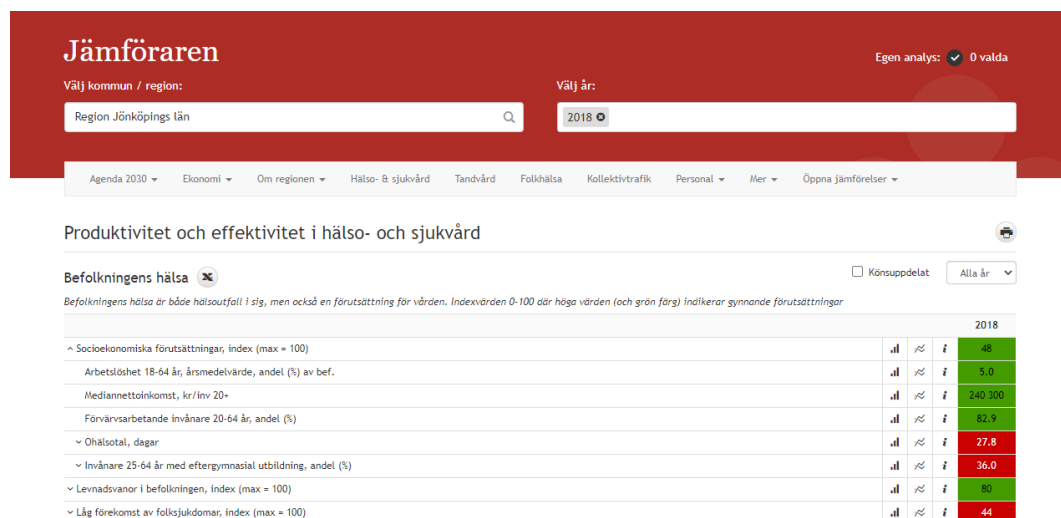 Jämföraren
Egen analys: 0 valda
Välj kommun / region:
Välj år:
Region Jönköpings län
2018
Agenda 2030 Ekonomi Om regionen Hälso- & sjukvård Tandvård Folkhälsa Kollektivtrafik Personal Mer Öppna jämförelser
Produktivitet och effektivitet i hälso- och sjukvård
Befolkningens hälsa
Könsuppdelat
Alla år
Befolkningens hälsa är både hälsoutfall i sig, men också en förutsättning för vården. Indexvärden 0-100 där höga värden (och grön färg) indikerar gynnande förutsättningar
2018
Socioekonomiska förutsättningar, index (max = 100) i 48
Arbetslöshet 18-64 år, årsmedelvärde, andel (%) av bef. i 5.0
Mediannettoinkomst, kr/inv 20+ i 240 300
Förvärvsarbetande invånare 20-64 år, andel (%) i 82.9
Ohälsotal, dagar i 27.8
Invånare 25-64 år med eftergymnasial utbildning, andel (%) i 36.0
Levnadsvanor i befolkningen, index (max = 100) i 80
Låg förekomst av folksjukdomar, index (max = 100) i 44